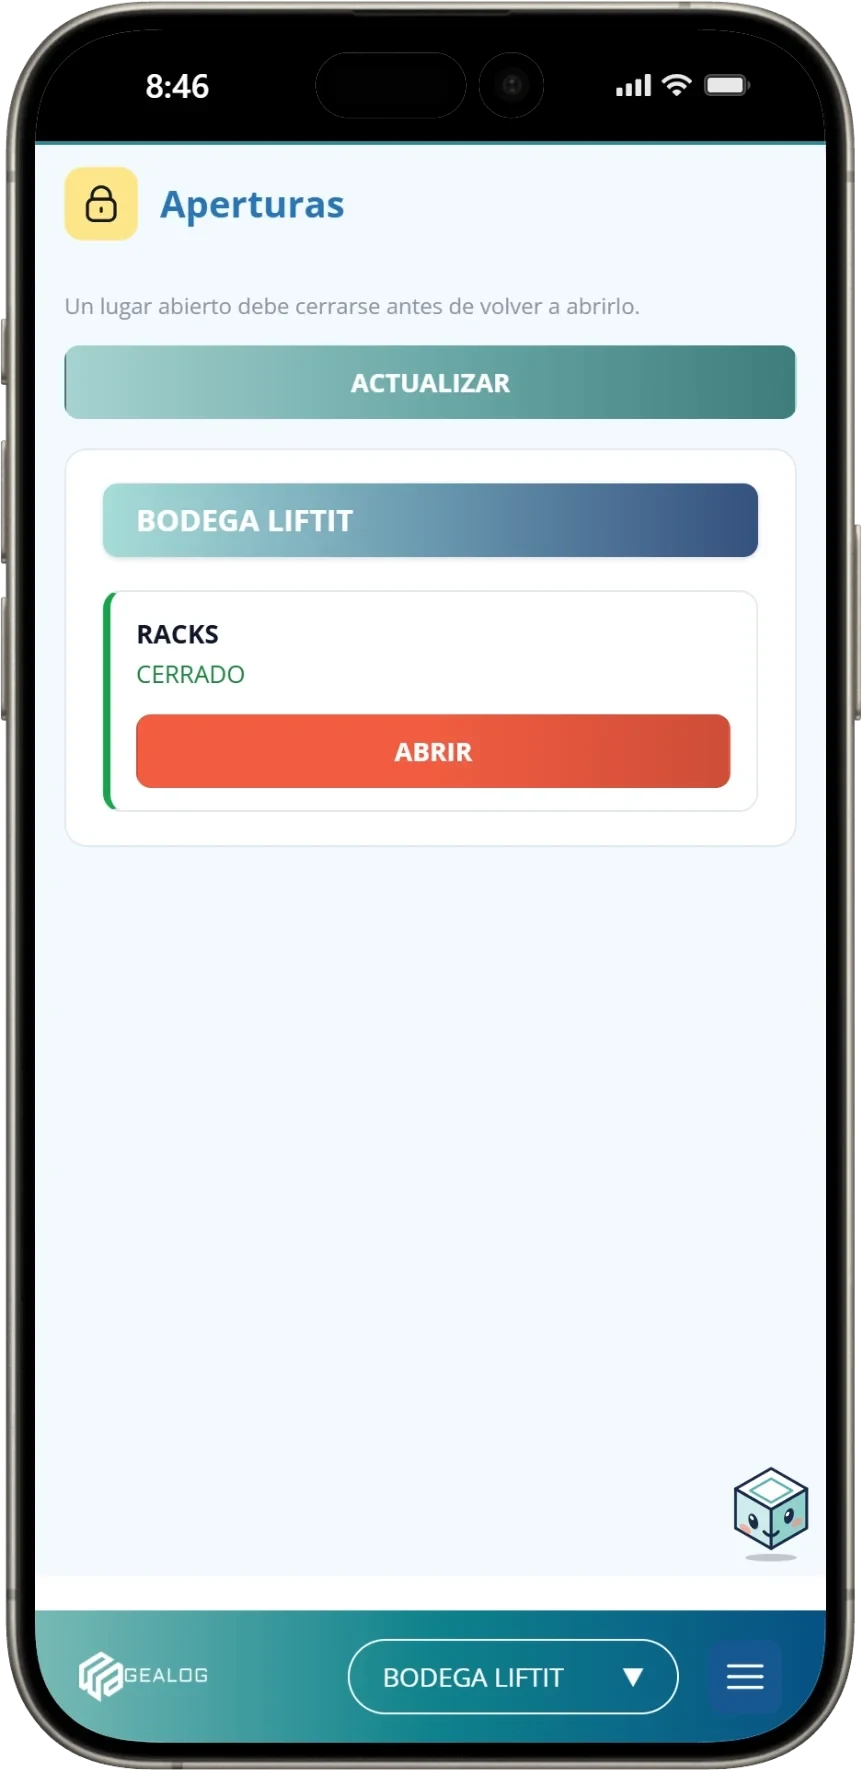 8:46
Aperturas
Un lugar abierto debe cerrarse antes de volver a abrirlo.
ACTUALIZAR
BODEGA LIFTIT
RACKS
CERRADO
ABRIR
GEALOG
BODEGA LIFTIT